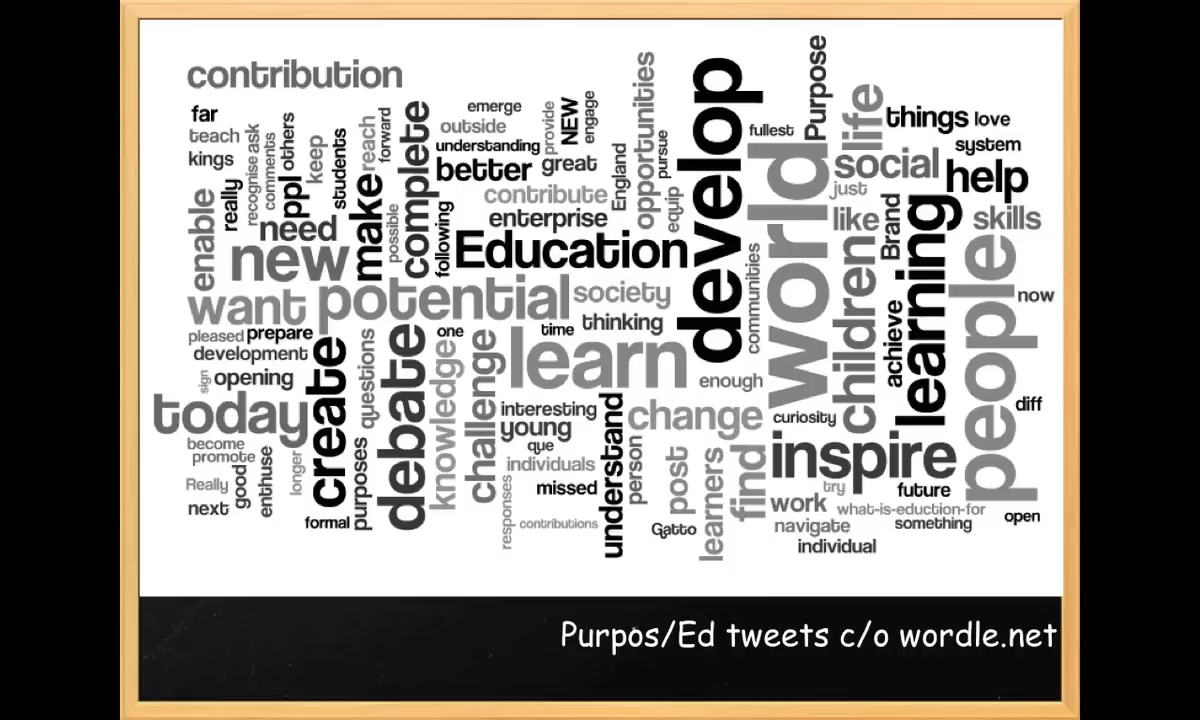 contribution
far
teach
kings
really
recognise
ask
comments
others
ppl
keep
students
reach
forward
complete
emerge
outside
understanding
better
great
provide
NEW
engage
contribute
enterprise
England
opportunities
pursue
equip
develop
fullest
Purpose
life
things
love
system
social
just
help
world
like
Brand
skills
enable
need
new
make
possible
following
Education
want
potential
society
communities
children
learning
people
now
pleased
prepare
development
sign
opening
create
questions
debate
one
knowledge
challenge
time
thinking
learn
enough
achieve
today
become
promote
Really
good
enthuse
longer
next
formal
purposes
interesting
young
que
individuals
missed
responses
contributions
understand
change
person
post
Gatto
learners
find
curiosity
inspire
diff
try
work
future
what-is-eduction-for
navigate
something
open
individual
Purpos/Ed tweets c/o wordle.net